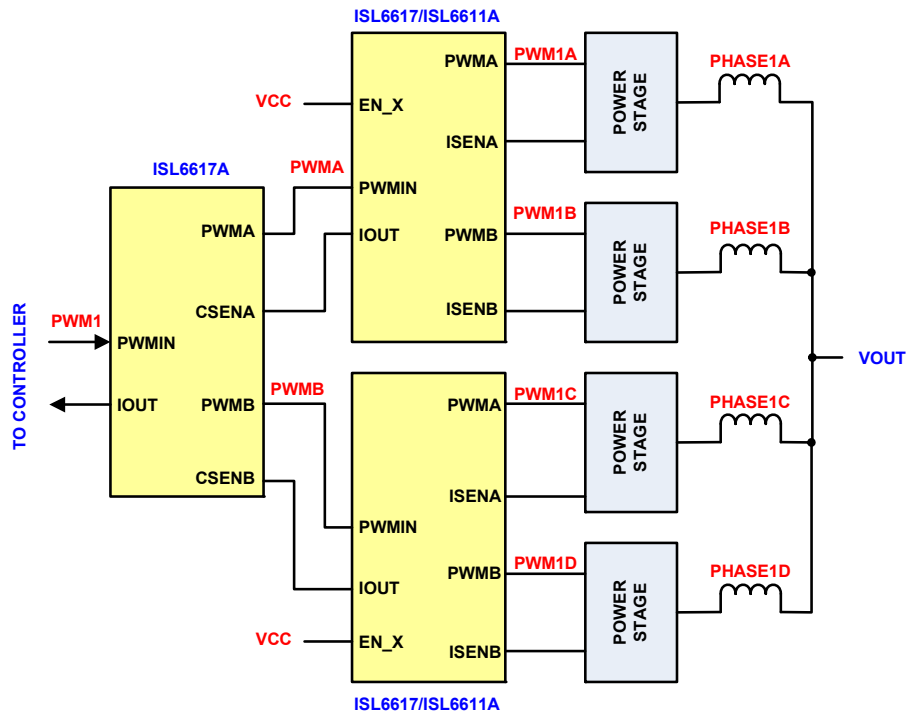 ISL6617/ISL6611A
PWMA
PWM1A
POWER
STAGE
PHASE1A
VCC
EN_X
ISENA
ISL6617A
PWMA
PWMIN
PWMA
IOUT
PWMB
PWM1B
POWER
STAGE
PHASE1B
CSENA
ISENB
TO CONTROLLER
PWM1
PWMIN
VOUT
IOUT
PWMB
CSENB
PWMB
PWMA
PWM1C
POWER
STAGE
PHASE1C
ISENA
PWMIN
PWMB
PWM1D
POWER
STAGE
PHASE1D
IOUT
VCC
EN_X
ISENB
ISL6617/ISL6611A